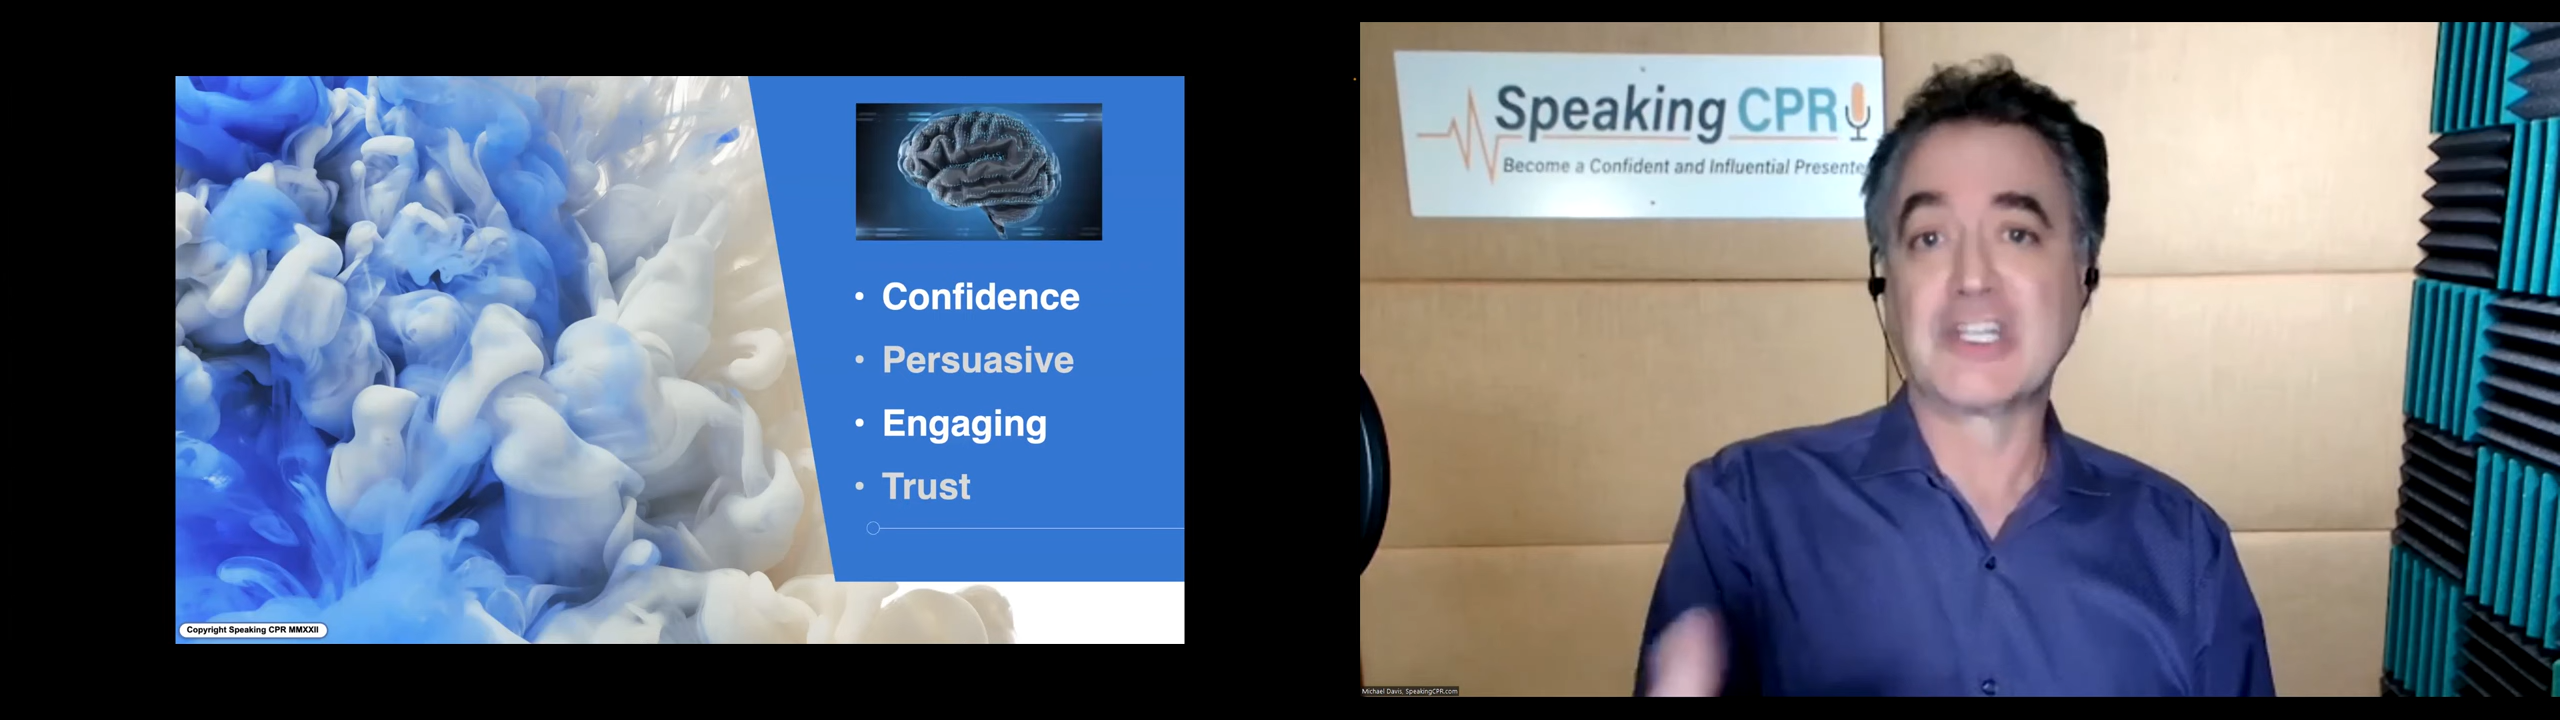 Confidence
Persuasive
Engaging
Trust
Copyright Speaking CPR MMXXII
Speaking CPR
Become a Confident and Influential Presente
Michael Davis, SpeakingCPR.com